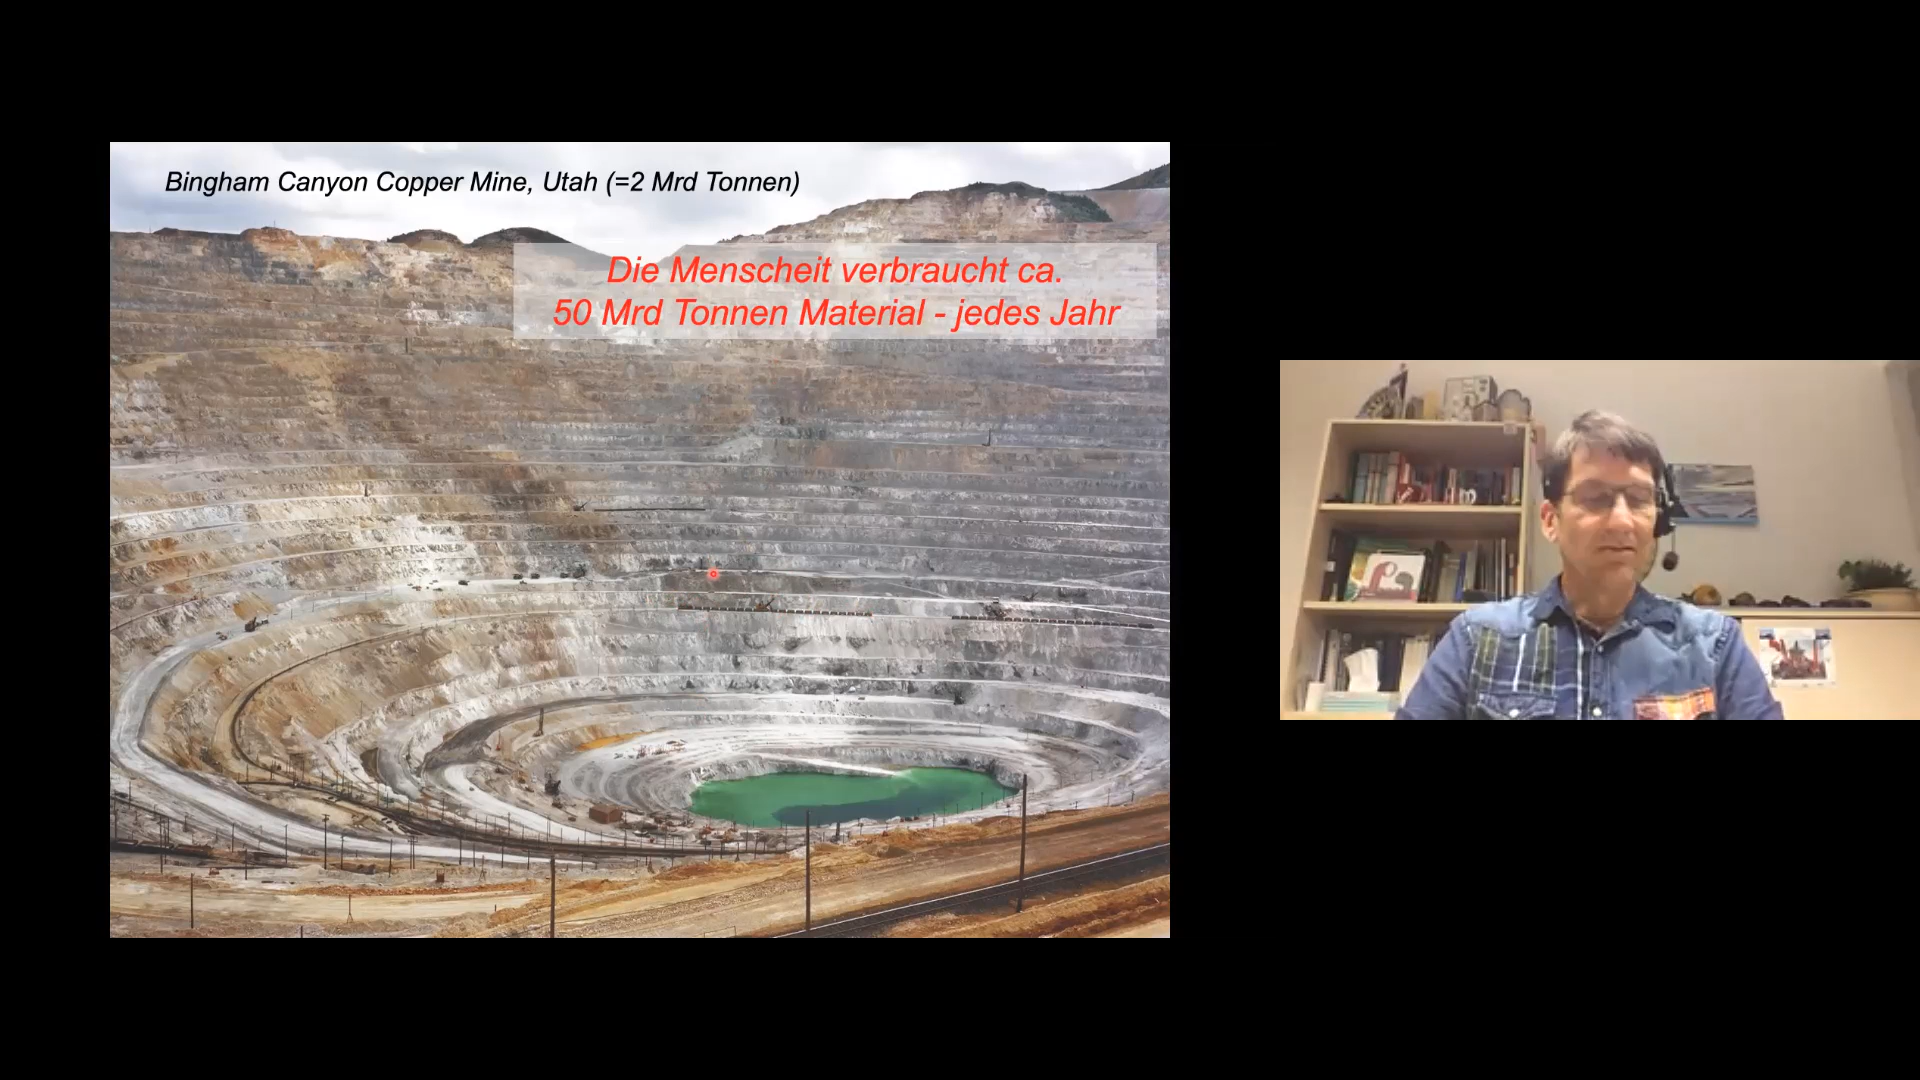 Bingham Canyon Copper Mine, Utah (=2 Mrd Tonnen)
Die Menscheit verbraucht ca.
50 Mrd Tonnen Material - jedes Jahr